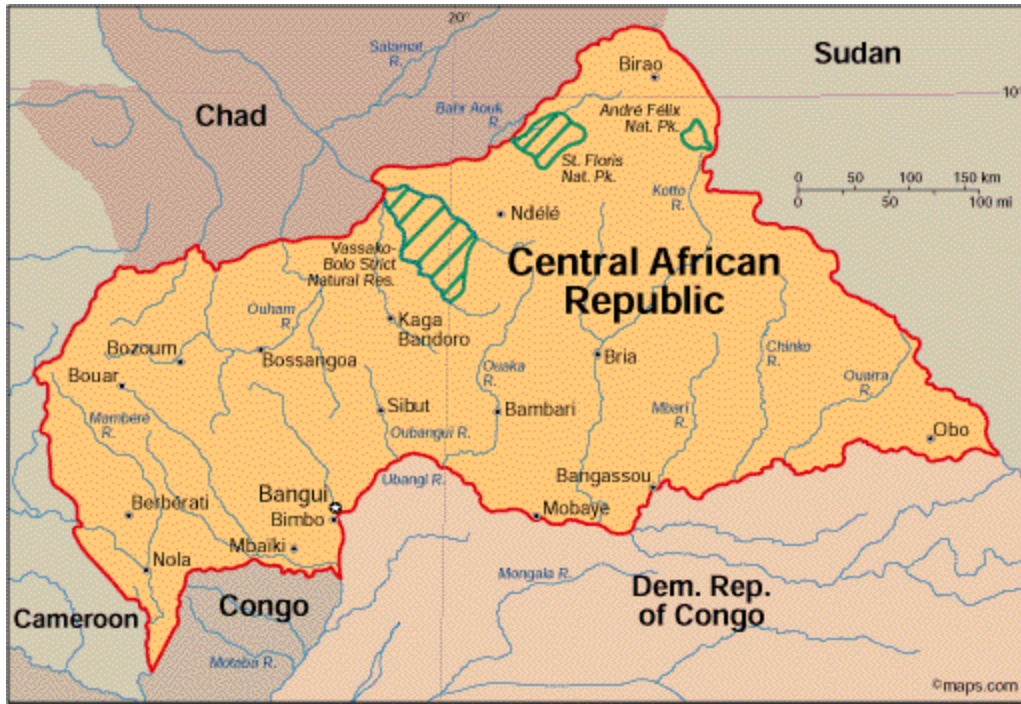 20°
Salamat
R.
Sudan
Birao
10°
Chad
Bahr Aouk
R.
André Félix
Nat. Pk.
St. Floris
Nat. Pk.
0 50 100 150 km
0 50 100 mi
Kotto
R.
Ndélé
Vassako-
Bolo Strict
Natural Res.
Central African
Republic
Ouham
R.
Kaga
Bandoro
Bozoum
Bossangoa
Bouar
Ouaka
R.
Bria
Chinko
R.
Ouarra
R.
Mamberé
R.
Sibut
Bambari
Mbari
R.
Oubangui R.
Obo
Ubangi R.
Bangassou
Berbérati
Bangui
Bimbo
Mobaye
Mbaïki
Nola
Mongala R.
Dem. Rep.
of Congo
Cameroon
Congo
Motaba R.
©maps.com